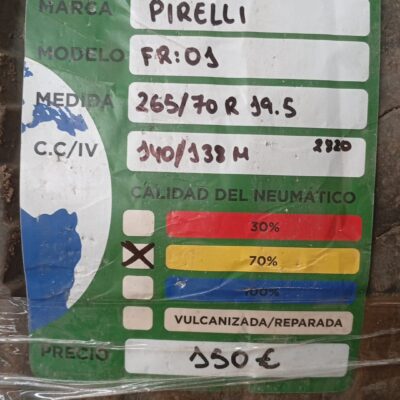 MARCA PIRELLI
MODELO FR:01
MEDIDA 265/70 R 19.5
C.C/IV 140/138 M 2320
CALIDAD DEL NEUMÁTICO
30%
70%
100%
VULCANIZADA/REPARADA
PRECIO 150 €